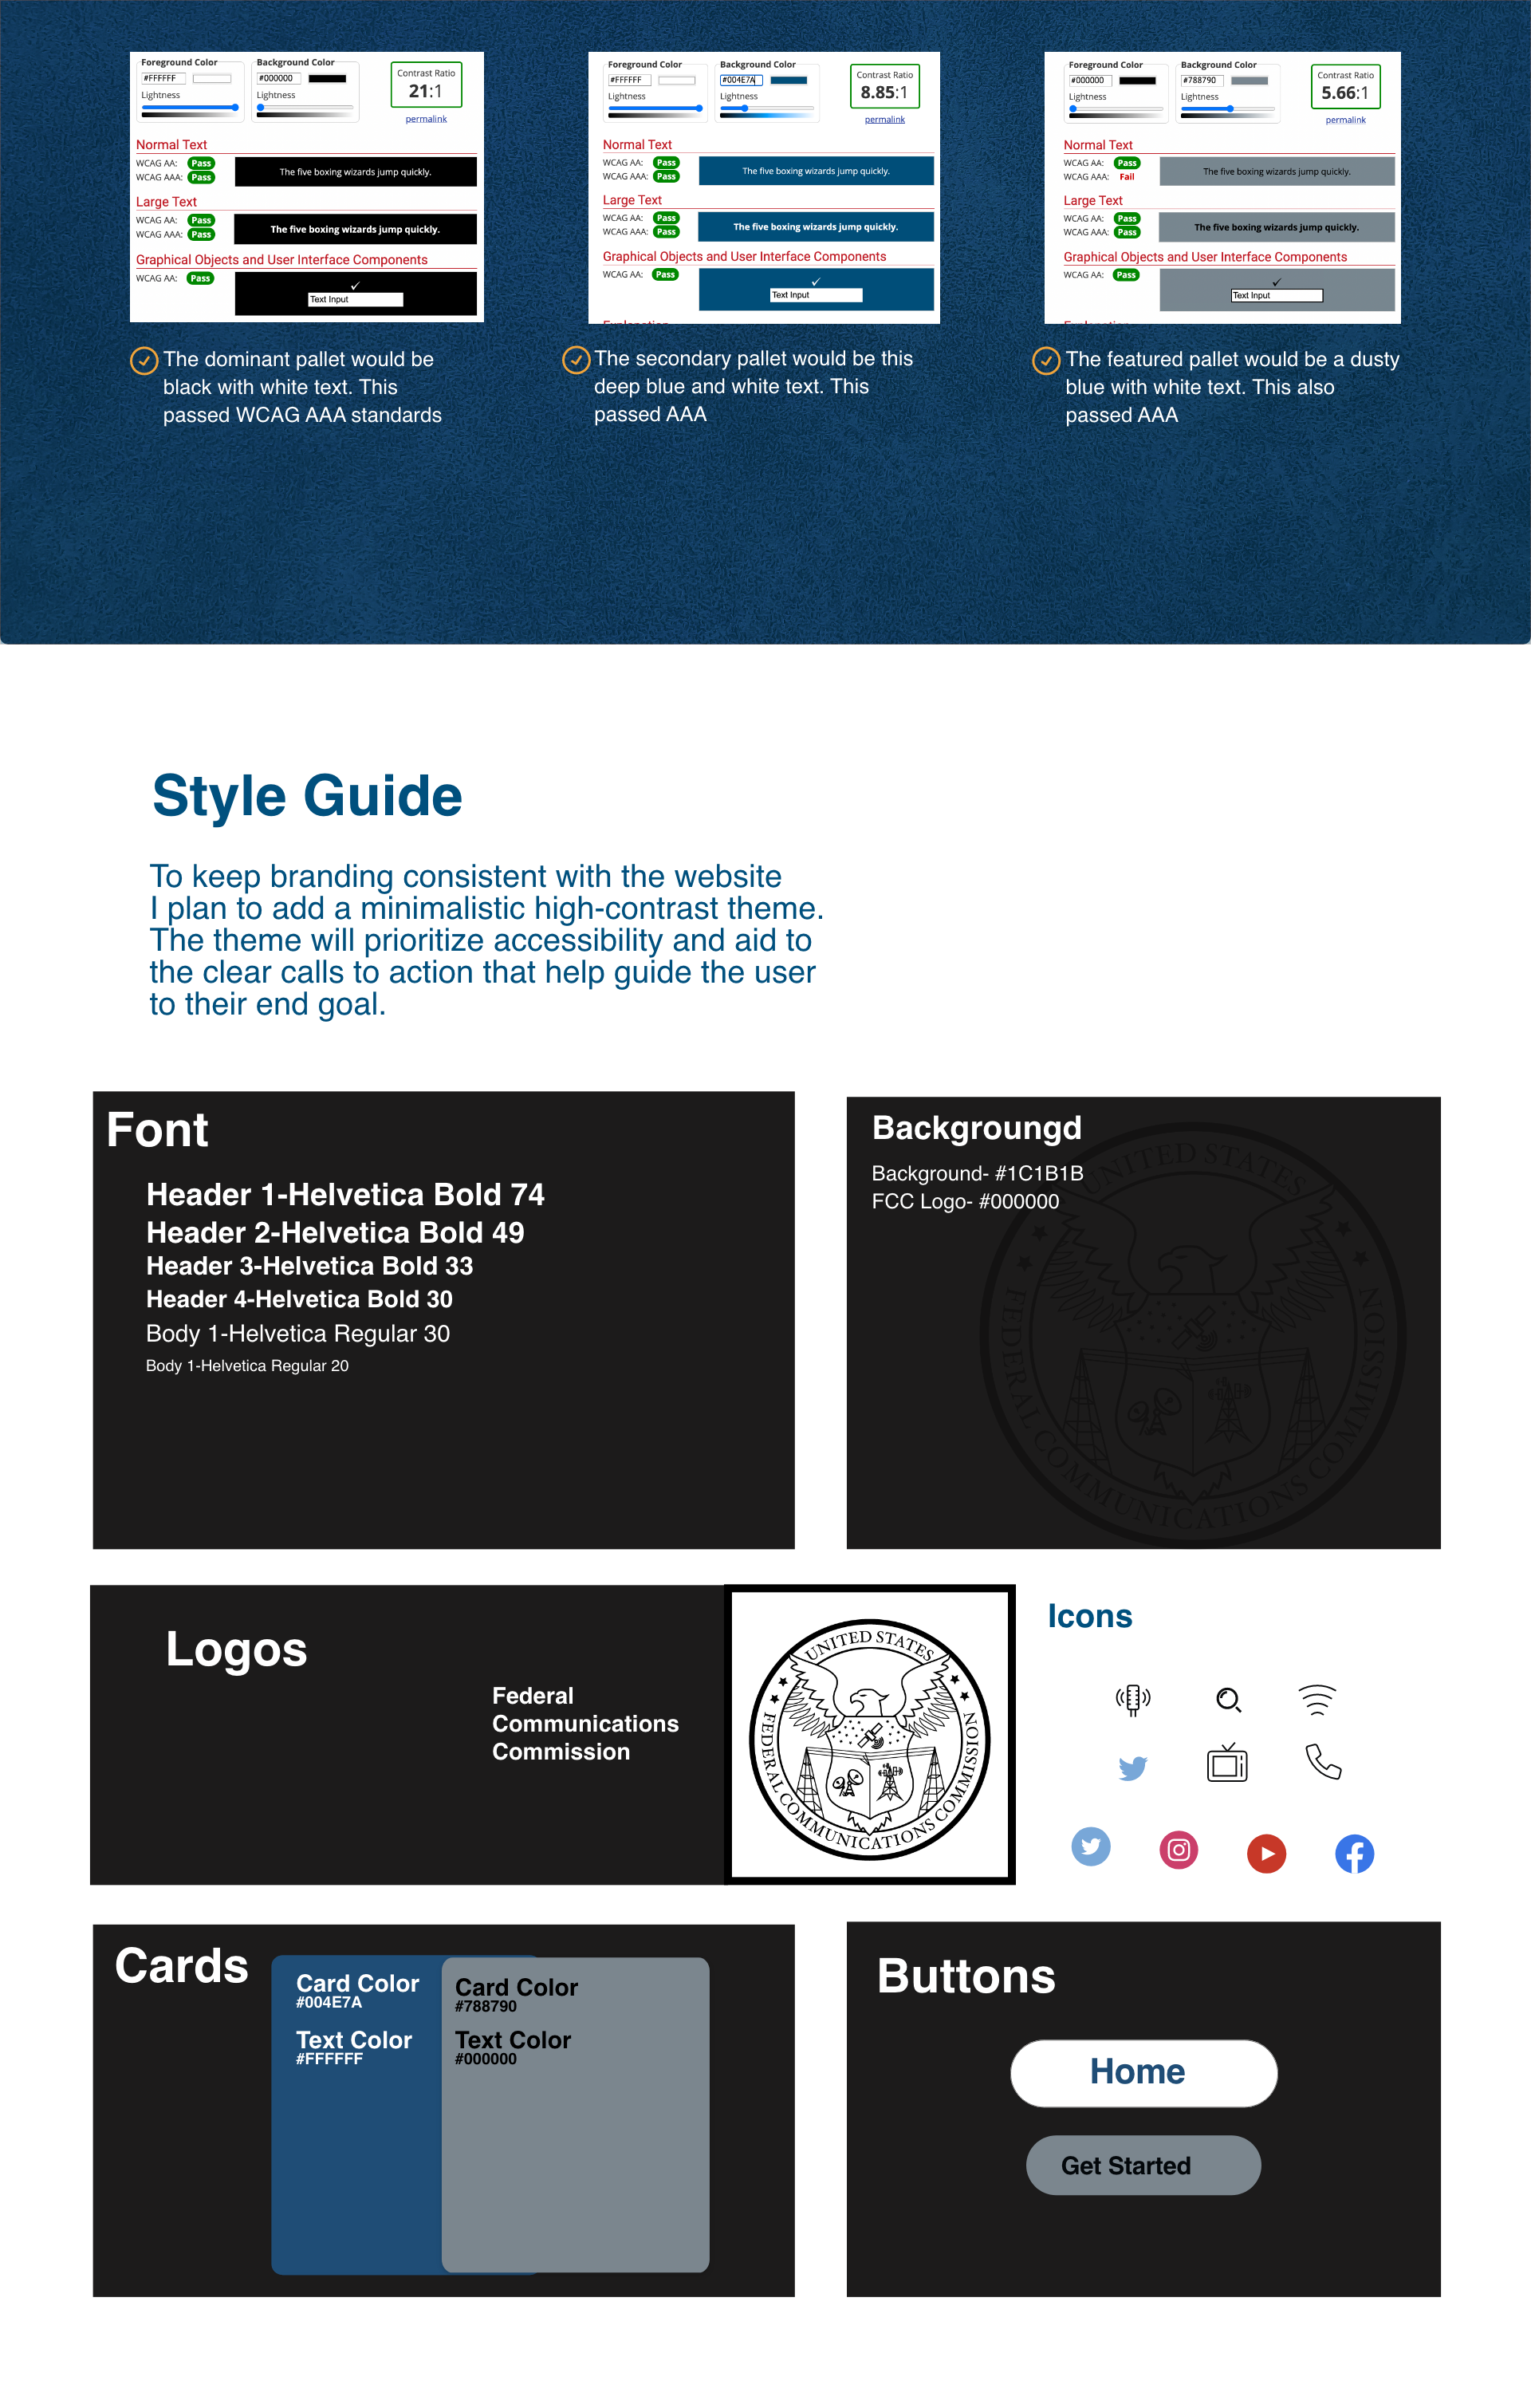 Foreground Color
#FFFFFF
Lightness
Background Color
#000000
Lightness
Contrast Ratio
21:1
permalink
Normal Text
WCAG AA: Pass
WCAG AAA: Pass
The five boxing wizards jump quickly.
Large Text
WCAG AA: Pass
WCAG AAA: Pass
The five boxing wizards jump quickly.
Graphical Objects and User Interface Components
WCAG AA: Pass
✓
Text Input
The dominant pallet would be
black with white text. This
passed WCAG AAA standards
Foreground Color
#FFFFFF
Lightness
Background Color
#004E7A
Lightness
Contrast Ratio
8.85:1
permalink
Normal Text
WCAG AA: Pass
WCAG AAA: Pass
The five boxing wizards jump quickly.
Large Text
WCAG AA: Pass
WCAG AAA: Pass
The five boxing wizards jump quickly.
Graphical Objects and User Interface Components
WCAG AA: Pass
✓
Text Input
The secondary pallet would be this
deep blue and white text. This
passed AAA
Foreground Color
#000000
Lightness
Background Color
#788790
Lightness
Contrast Ratio
5.66:1
permalink
Normal Text
WCAG AA: Pass
WCAG AAA: Fail
The five boxing wizards jump quickly.
Large Text
WCAG AA: Pass
WCAG AAA: Pass
The five boxing wizards jump quickly.
Graphical Objects and User Interface Components
WCAG AA: Pass
✓
Text Input
The featured pallet would be a dusty
blue with white text. This also
passed AAA
Style Guide
To keep branding consistent with the website
I plan to add a minimalistic high-contrast theme.
The theme will prioritize accessibility and aid to
the clear calls to action that help guide the user
to their end goal.
Font
Header 1-Helvetica Bold 74
Header 2-Helvetica Bold 49
Header 3-Helvetica Bold 33
Header 4-Helvetica Bold 30
Body 1-Helvetica Regular 30
Body 1-Helvetica Regular 20
Backgroungd
Background- #1C1B1B
FCC Logo- #000000
UNITED STATES
FEDERAL COMMUNICATIONS COMMISSION
Logos
Federal
Communications
Commission
UNITED STATES
FEDERAL COMMUNICATIONS COMMISSION
Icons
Cards
Card Color
#004E7A
Text Color
#FFFFFF
Card Color
#788790
Text Color
#000000
Buttons
Home
Get Started